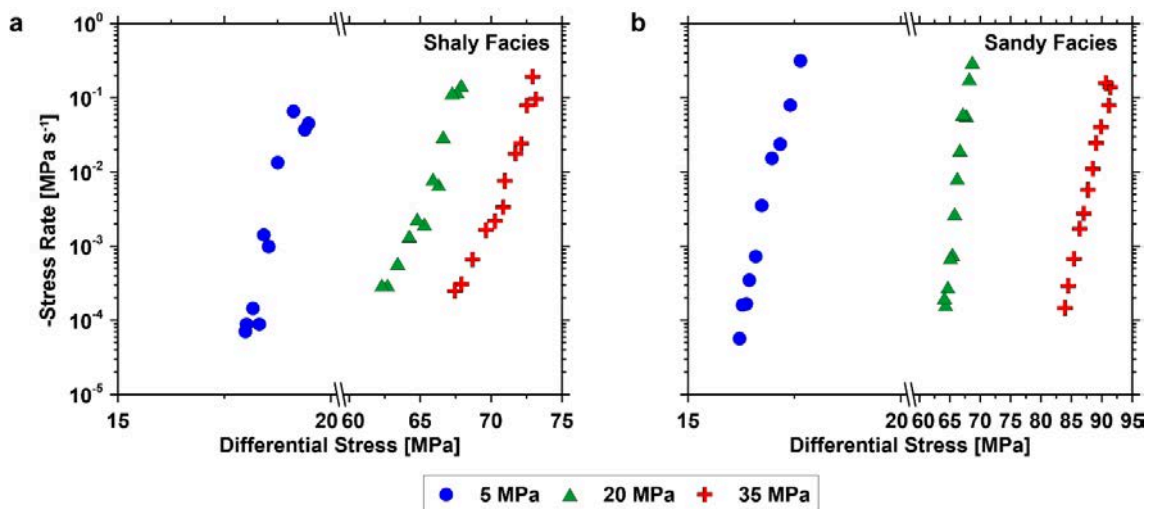 a
Shaly Facies
-Stress Rate [MPa s⁻¹]
10⁰
10⁻¹
10⁻²
10⁻³
10⁻⁴
10⁻⁵
15 20 60 65 70 75
Differential Stress [MPa]
b
Sandy Facies
15 20 60 65 70 75 80 85 90 95
Differential Stress [MPa]
5 MPa 20 MPa 35 MPa